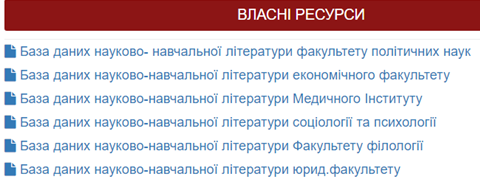 ВЛАСНІ РЕСУРСИ
База даних науково- навчальної літератури факультету політичних наук
База даних науково-навчальної літератури економічного факультету
База даних науково-навчальної літератури Медичного Інституту
База даних науково-навчальної літератури соціології та психології
База даних науково-навчальної літератури Факультету філології
База даних науково-навчальної літератури юрид.факультету